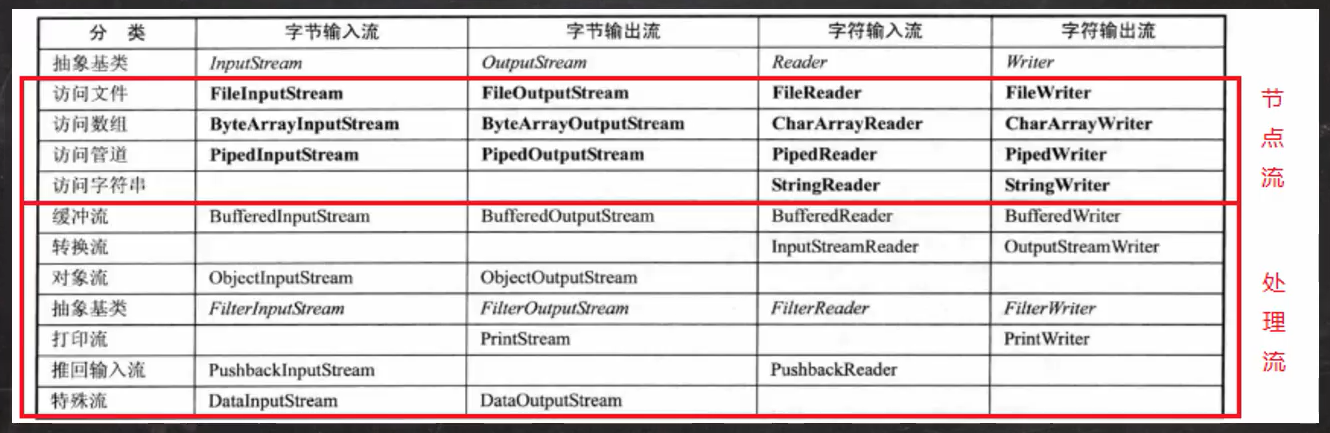 分 类 字节输入流 字节输出流 字符输入流 字符输出流
抽象基类 InputStream OutputStream Reader Writer
访问文件 FileInputStream FileOutputStream FileReader FileWriter
访问数组 ByteArrayInputStream ByteArrayOutputStream CharArrayReader CharArrayWriter
访问管道 PipedInputStream PipedOutputStream PipedReader PipedWriter
访问字符串 StringReader StringWriter
节点流
缓冲流 BufferedInputStream BufferedOutputStream BufferedReader BufferedWriter
转换流 InputStreamReader OutputStreamWriter
对象流 ObjectInputStream ObjectOutputStream
抽象基类 FilterInputStream FilterOutputStream FilterReader FilterWriter
打印流 PrintStream PrintWriter
推回输入流 PushbackInputStream PushbackReader
特殊流 DataInputStream DataOutputStream
处理流